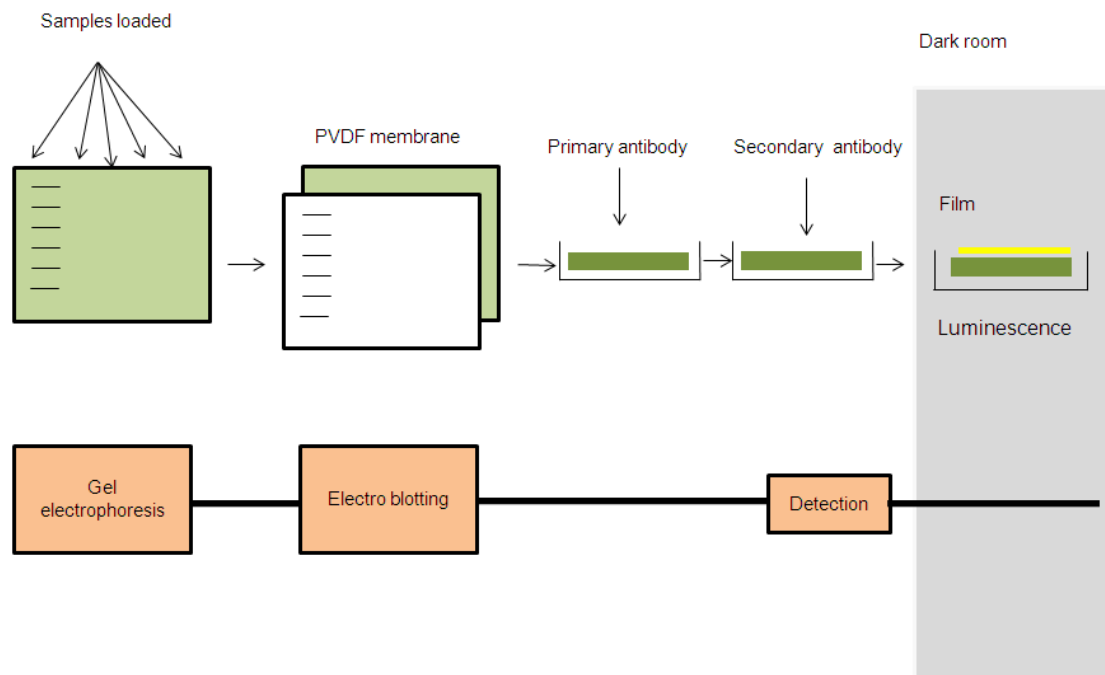 Samples loaded
Dark room
PVDF membrane
Primary antibody
Secondary antibody
Film
Luminescence
Gel
electrophoresis
Electro blotting
Detection